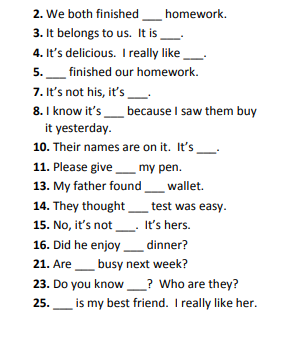 2. We both finished ___ homework.
3. It belongs to us. It is ___.
4. It's delicious. I really like ___.
5. ___ finished our homework.
7. It's not his, it's ___.
8. I know it's ___ because I saw them buy
it yesterday.
10. Their names are on it. It's ___.
11. Please give ___ my pen.
13. My father found ___ wallet.
14. They thought ___ test was easy.
15. No, it's not ___. It's hers.
16. Did he enjoy ___ dinner?
21. Are ___ busy next week?
23. Do you know ___? Who are they?
25. ___ is my best friend. I really like her.